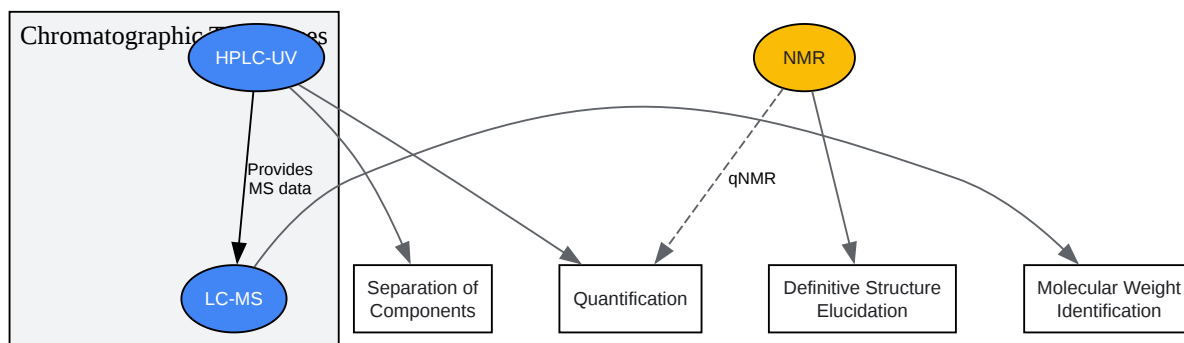 Chromatographic
HPLC-UV
NMR
Provides
MS data
qNMR
LC-MS
Separation of
Components
Quantification
Definitive Structure
Elucidation
Molecular Weight
Identification